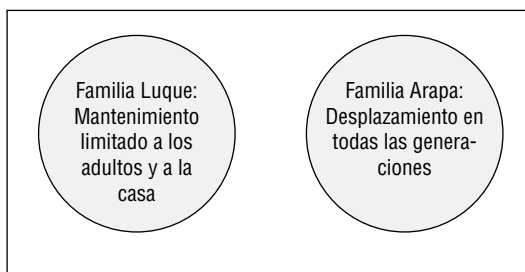 Familia Luque:
Mantenimiento
limitado a los
adultos y a la
casa
Familia Arapa:
Desplazamiento en
todas las genera-
ciones